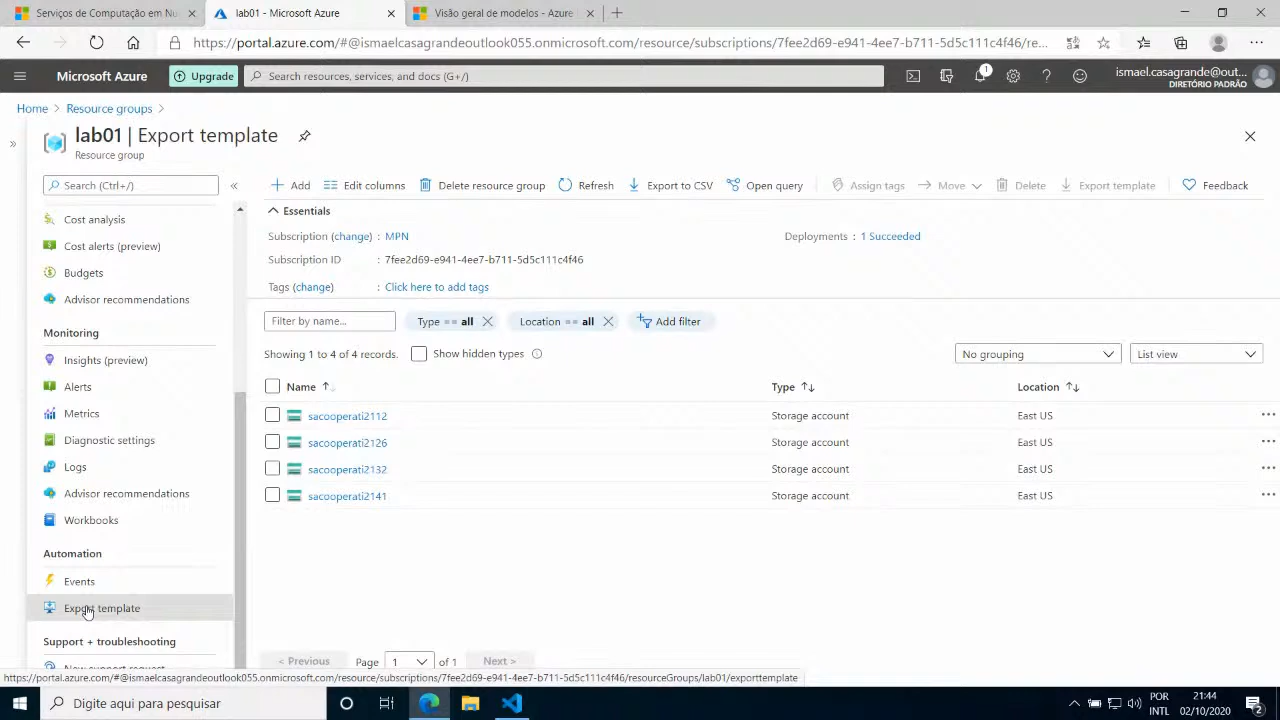 Serviços de Computação em Nu
lab01 - Microsoft Azure
Visão geral de modelos - Azure
https://portal.azure.com/#@ismaelcasagrandeoutlook055.onmicrosoft.com/resource/subscriptions/7fee2d69-e941-4ee7-b711-5d5c111c4f46/re...
Microsoft Azure
Upgrade
Search resources, services, and docs (G+/)
1
ismael.casagrande@out...
DIRETÓRIO PADRÃO
Home > Resource groups >
lab01 | Export template
Resource group
Search (Ctrl+/)
Add
Edit columns
Delete resource group
Refresh
Export to CSV
Open query
Assign tags
Move
Delete
Export template
Feedback
Cost analysis
Cost alerts (preview)
Budgets
Advisor recommendations
Monitoring
Insights (preview)
Alerts
Metrics
Diagnostic settings
Logs
Advisor recommendations
Workbooks
Automation
Events
Export template
Support + troubleshooting
New support request
Essentials
Subscription (change) : MPN
Deployments : 1 Succeeded
Subscription ID : 7fee2d69-e941-4ee7-b711-5d5c111c4f46
Tags (change) : Click here to add tags
Filter by name...
Type == all
Location == all
Add filter
Showing 1 to 4 of 4 records.
Show hidden types
No grouping
List view
Name Type Location
sacooperati2112 Storage account East US
sacooperati2126 Storage account East US
sacooperati2132 Storage account East US
sacooperati2141 Storage account East US
< Previous Page 1 of 1 Next >
https://portal.azure.com/#@ismaelcasagrandeoutlook055.onmicrosoft.com/resource/subscriptions/7fee2d69-e941-4ee7-b711-5d5c111c4f46/resourceGroups/lab01/exporttemplate
Digite aqui para pesquisar
POR
INTL
21:44
02/10/2020
2